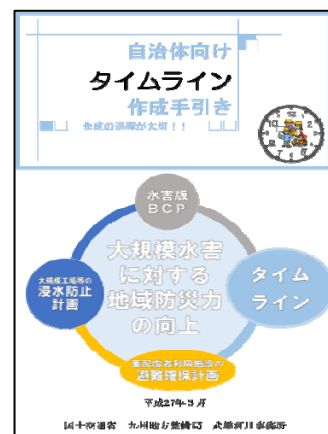 自治体向け
タイムライン
作成手引き
作成の過程が大切！！
水害版
BCP
大規模水害
に対する
地域防災力
の向上
大規模工場等の
浸水防止
計画
タイム
ライン
要配慮者利用施設の
避難確保計画
平成27年3月
国土交通省　九州地方整備局　武雄河川事務所